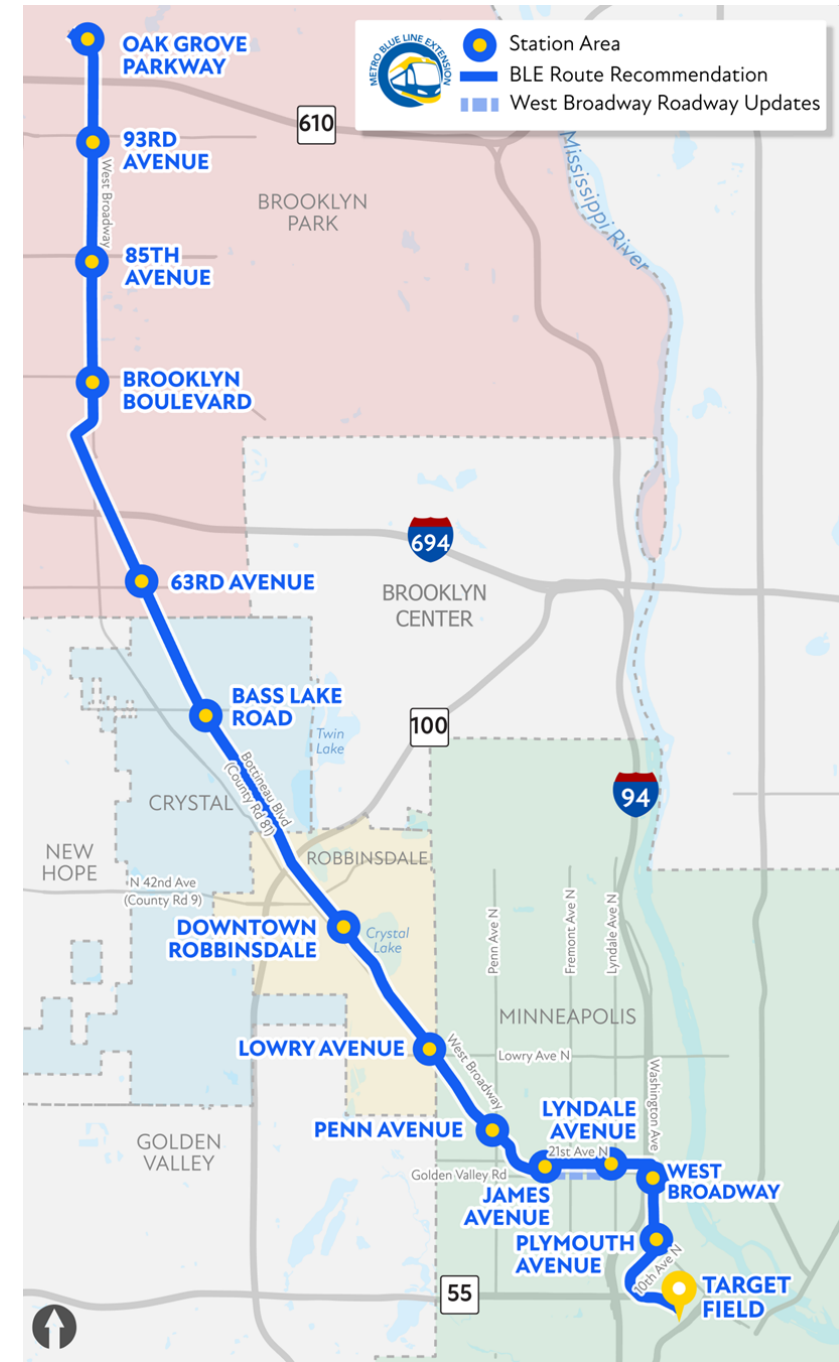 OAK GROVE
PARKWAY
METRO BLUE LINE EXTENSION
Station Area
BLE Route Recommendation
West Broadway Roadway Updates
610
93RD
AVENUE
West Broadway
Mississippi River
BROOKLYN
PARK
85TH
AVENUE
BROOKLYN
BOULEVARD
694
63RD AVENUE
BROOKLYN
CENTER
BASS LAKE
ROAD
Twin
Lake
100
Bottineau Blvd
(County Rd 81)
94
CRYSTAL
NEW
HOPE
ROBBINSDALE
N 42nd Ave
(County Rd 9)
Penn Ave N
Fremont Ave N
Lyndale Ave N
DOWNTOWN
ROBBINSDALE
Crystal
Lake
MINNEAPOLIS
LOWRY AVENUE
West Broadway
Lowry Ave N
Washington Ave
PENN AVENUE
LYNDALE
AVENUE
GOLDEN
VALLEY
21st Ave N
Golden Valley Rd
WEST
BROADWAY
JAMES
AVENUE
PLYMOUTH
AVENUE
10th Ave N
55
TARGET
FIELD